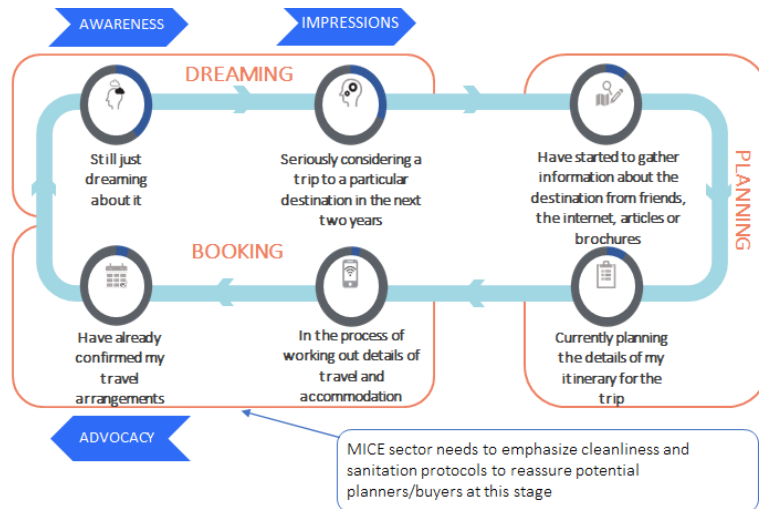 AWARENESS
IMPRESSIONS
DREAMING
Still just
dreaming
about it
Seriously considering a
trip to a particular
destination in the next
two years
Have started to gather
information about the
destination from friends,
the internet, articles or
brochures
PLANNING
BOOKING
Have already
confirmed my
travel
arrangements
In the process of
working out details of
travel and
accommodation
Currently planning
the details of my
itinerary for the
trip
ADVOCACY
MICE sector needs to emphasize cleanliness and
sanitation protocols to reassure potential
planners/buyers at this stage